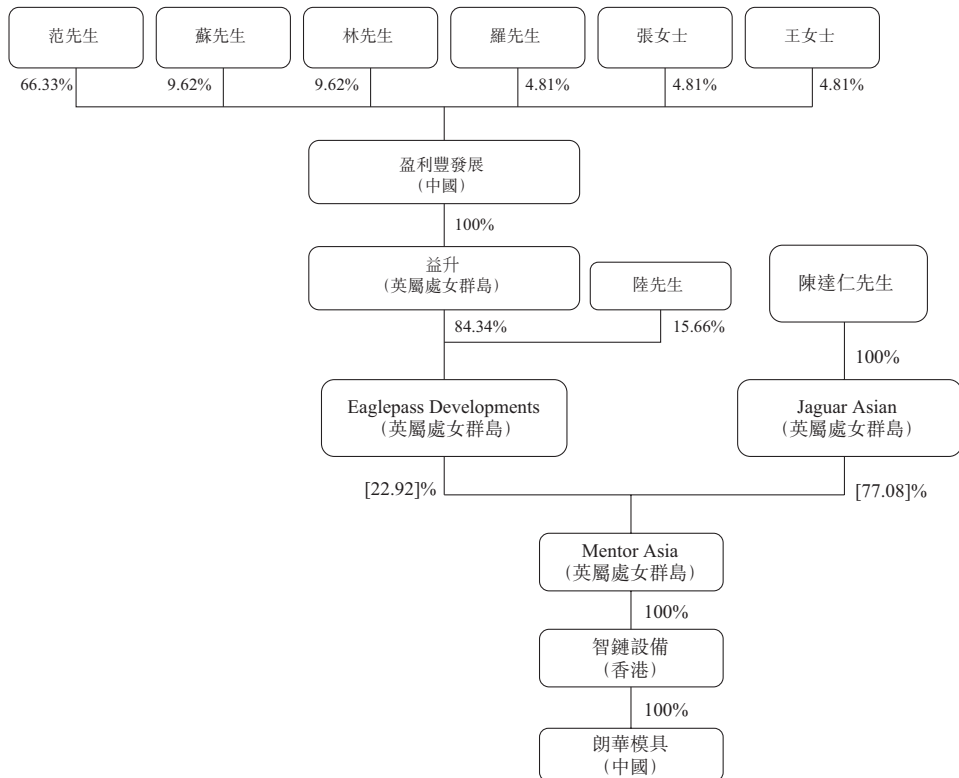 范先生
蘇先生
林先生
羅先生
張女士
王女士
66.33%
9.62%
9.62%
4.81%
4.81%
4.81%
盈利豐發展
（中國）
100%
益升
（英屬處女群島）
陸先生
陳達仁先生
84.34%
15.66%
100%
Eaglepass Developments
（英屬處女群島）
Jaguar Asian
（英屬處女群島）
[22.92]%
[77.08]%
Mentor Asia
（英屬處女群島）
100%
智鏈設備
（香港）
100%
朗華模具
（中國）